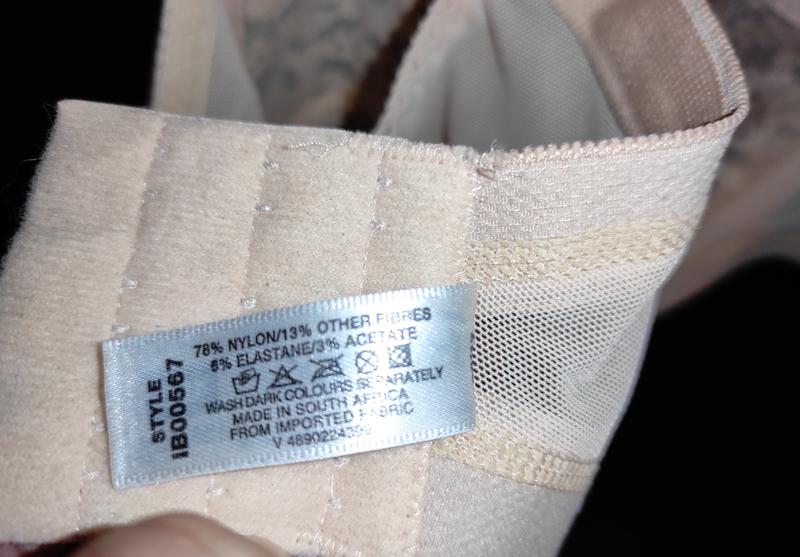 STYLE
IB00567
78% NYLON/13% OTHER FIBRES
6% ELASTANE/3% ACETATE
WASH DARK COLOURS SEPARATELY
MADE IN SOUTH AFRICA
FROM IMPORTED FABRIC
V